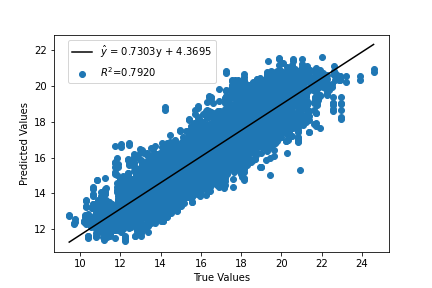 ŷ = 0.7303y + 4.3695
R²=0.7920
22
20
18
16
14
12
Predicted Values
10 12 14 16 18 20 22 24
True Values